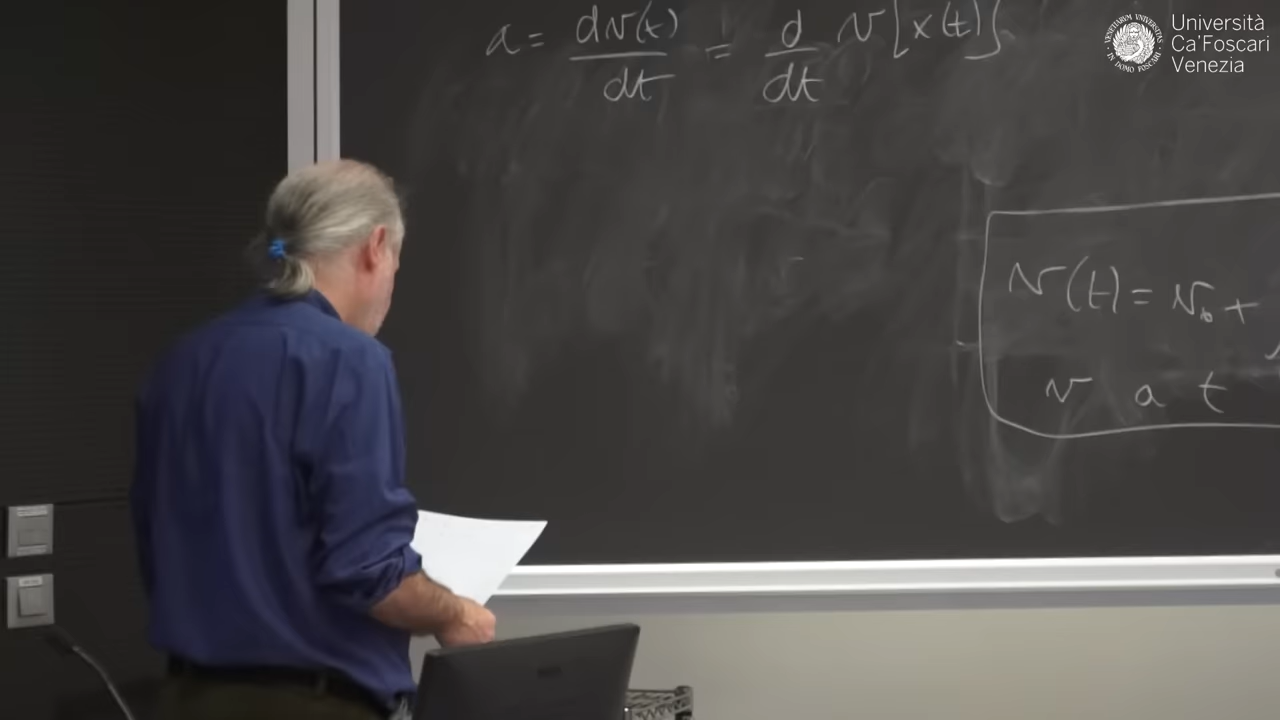 a = dv(t)/dt = d/dt v[x(t)]
v(t) = v₀ +
v a t
Università
Ca'Foscari
Venezia